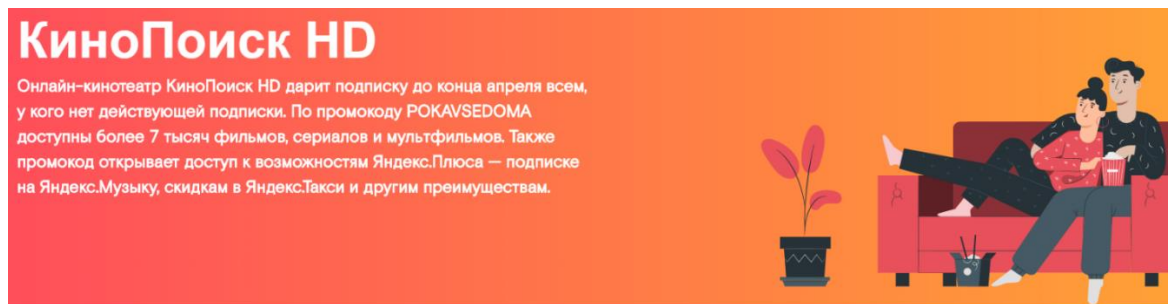 КиноПоиск HD
Онлайн-кинотеатр КиноПоиск HD дарит подписку до конца апреля всем,
у кого нет действующей подписки. По промокоду POKAVSEDOMA
доступны более 7 тысяч фильмов, сериалов и мультфильмов. Также
промокод открывает доступ к возможностям Яндекс.Плюса — подписке
на Яндекс.Музыку, скидкам в Яндекс.Такси и другим преимуществам.